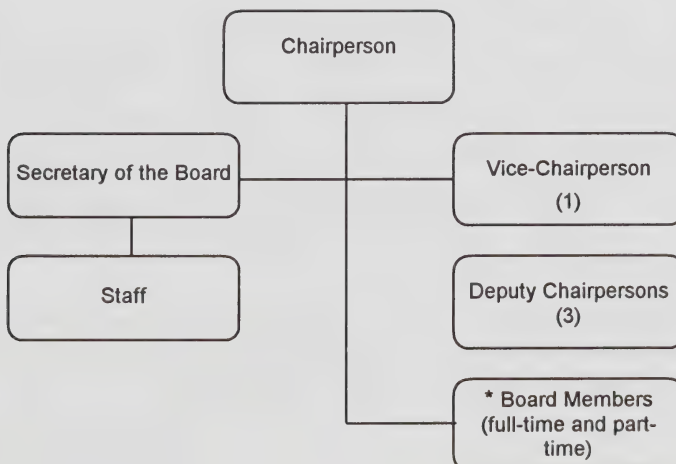 Chairperson
Secretary of the Board
Vice-Chairperson
(1)
Staff
Deputy Chairpersons
(3)
* Board Members
(full-time and part-
time)